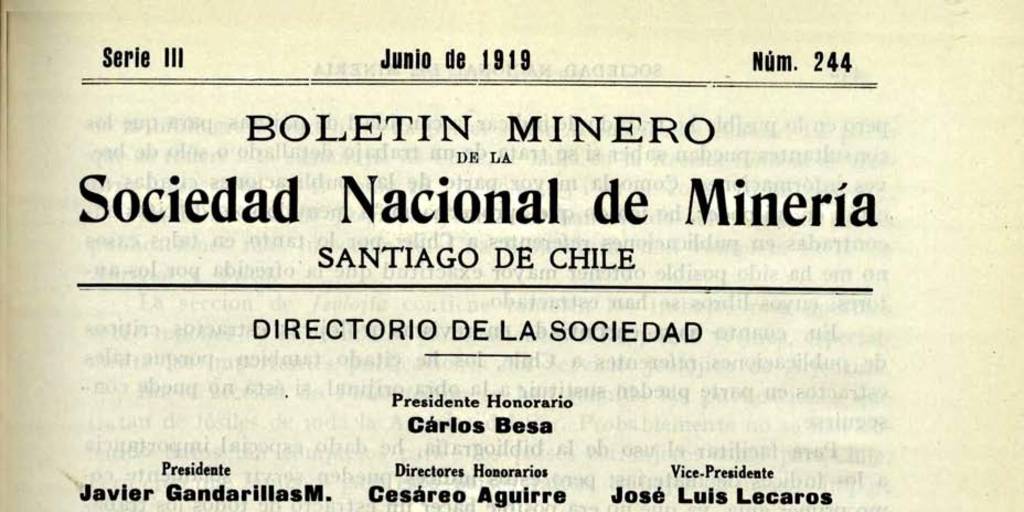 Serie III Junio de 1919 Núm. 244
BOLETIN MINERO
DE LA
Sociedad Nacional de Minería
SANTIAGO DE CHILE
DIRECTORIO DE LA SOCIEDAD
Presidente Honorario
Cárlos Besa
Presidente Directores Honorarios Vice-Presidente
Javier Gandarillas M. Cesáreo Aguirre José Luis Lecaros